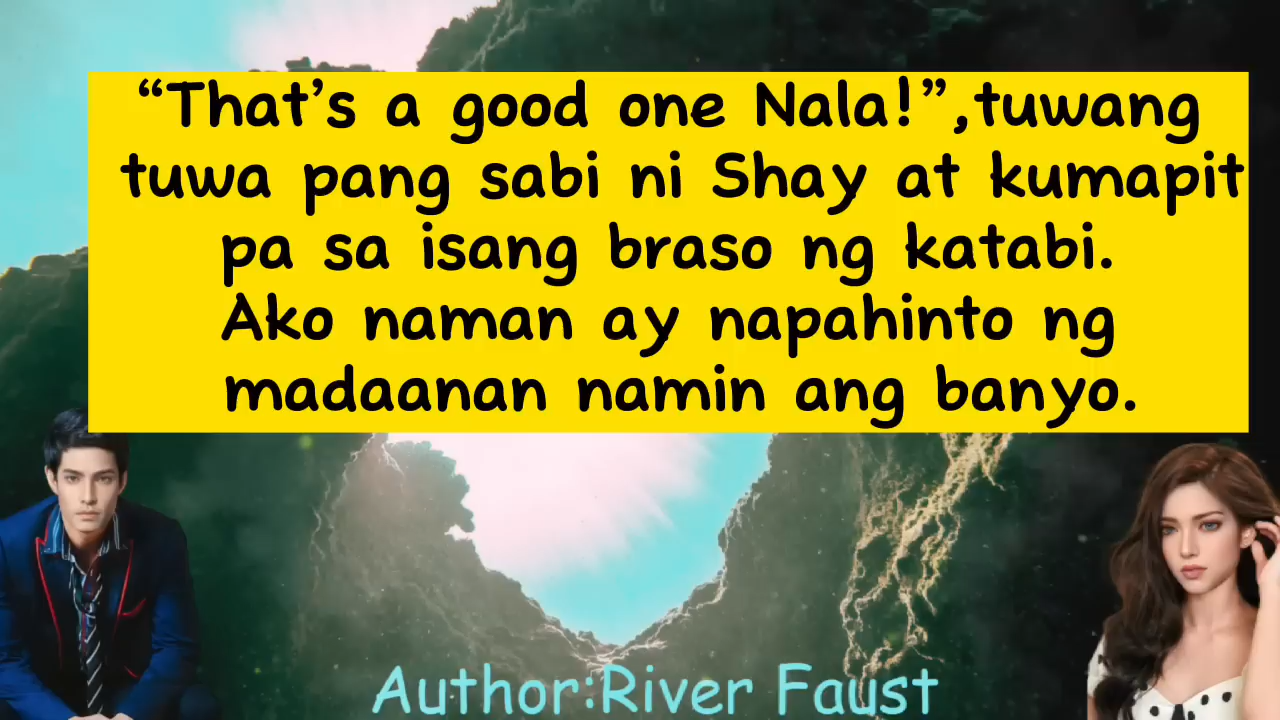 “That’s a good one Nala!”,tuwang
tuwa pang sabi ni Shay at kumapit
pa sa isang braso ng katabi.
Ako naman ay napahinto ng
madaanan namin ang banyo.
Author:River Faust